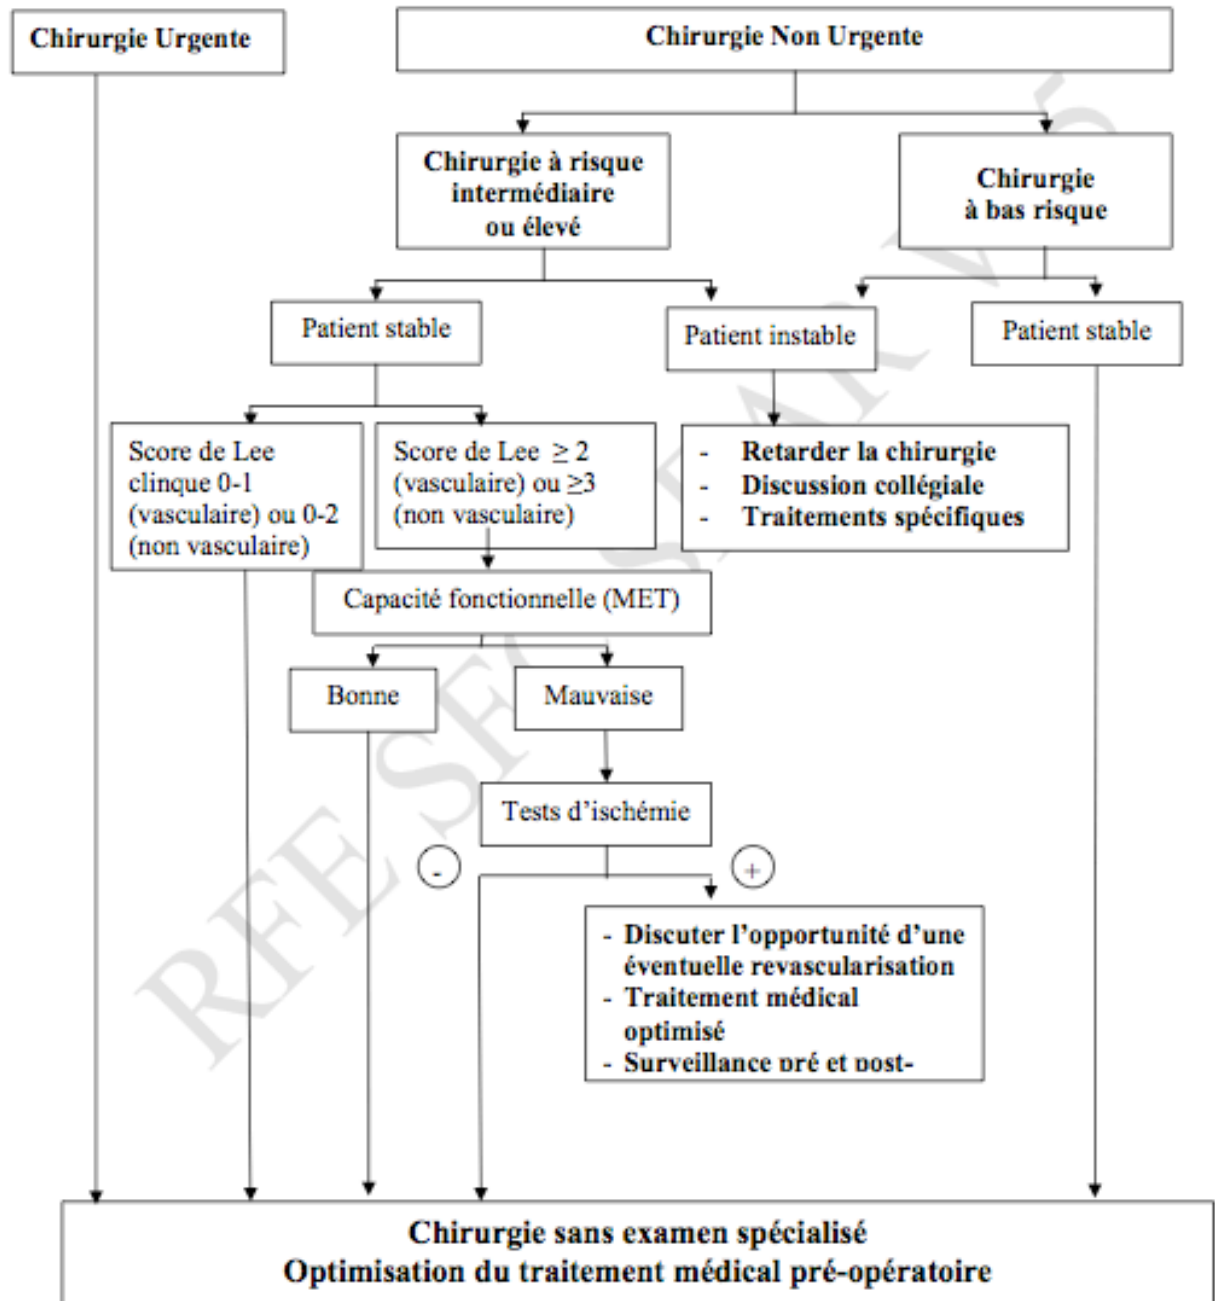 Chirurgie Urgente
Chirurgie Non Urgente
Chirurgie à risque
intermédiaire
ou élevé
Chirurgie
à bas risque
Patient stable
Patient instable
Patient stable
Score de Lee
clinque 0-1
(vasculaire) ou 0-2
(non vasculaire)
Score de Lee ≥ 2
(vasculaire) ou ≥3
(non vasculaire)
- Retarder la chirurgie
- Discussion collégiale
- Traitements spécifiques
Capacité fonctionnelle (MET)
Bonne
Mauvaise
Tests d’ischémie
-
+
- Discuter l’opportunité d’une
éventuelle revascularisation
- Traitement médical
optimisé
- Surveillance pré et post-
Chirurgie sans examen spécialisé
Optimisation du traitement médical pré-opératoire
RFE